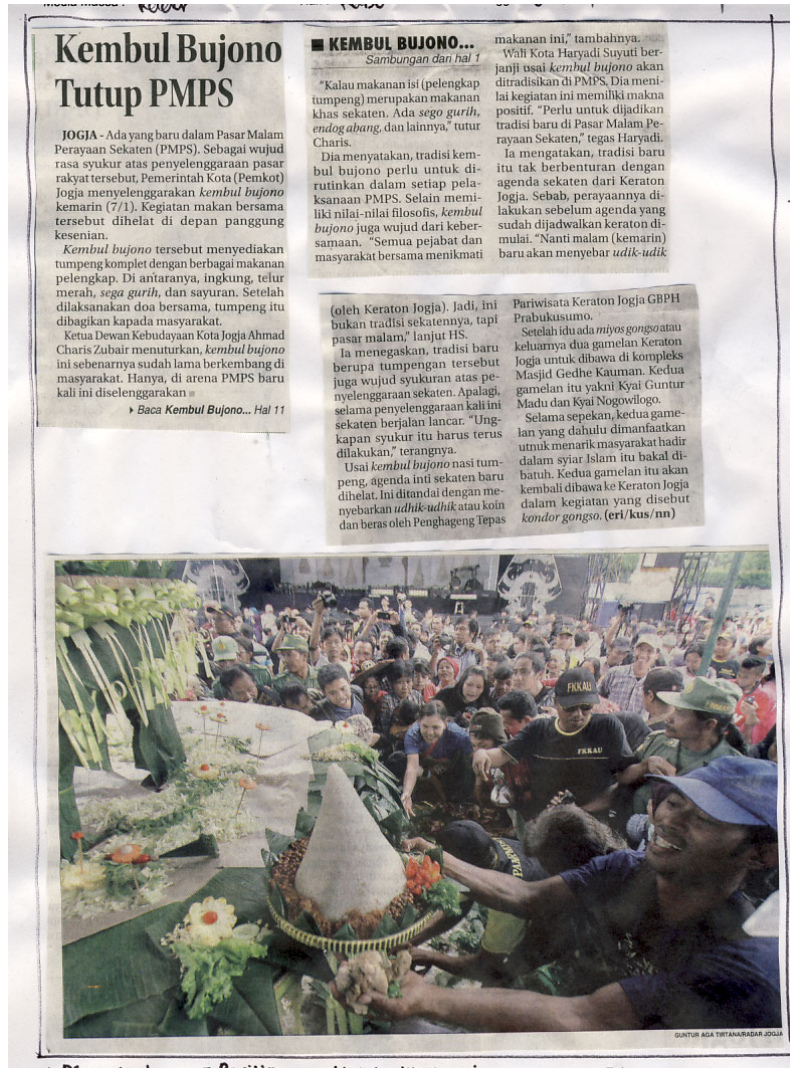 Kembul Bujono
Tutup PMPS
JOGJA - Ada yang baru dalam Pasar Malam
Perayaan Sekaten (PMPS). Sebagai wujud
rasa syukur atas penyelenggaraan pasar
rakyat tersebut, Pemerintah Kota (Pemkot)
Jogja menyelenggarakan kembul bujono
kemarin (7/1). Kegiatan makan bersama
tersebut dihelat di depan panggung
kesenian.
Kembul bujono tersebut menyediakan
tumpeng komplet dengan berbagai makanan
pelengkap. Di antaranya, ingkung, telur
merah, sega gurih, dan sayuran. Setelah
dilaksanakan doa bersama, tumpeng itu
dibagikan kapada masyarakat.
Ketua Dewan Kebudayaan Kota Jogja Ahmad
Charis Zubair menuturkan, kembul bujono
ini sebenarnya sudah lama berkembang di
masyarakat. Hanya, di arena PMPS baru
kali ini diselenggarakan
Baca Kembul Bujono... Hal 11
KEMBUL BUJONO...
Sambungan dari hal 1
"Kalau makanan isi (pelengkap
tumpeng) merupakan makanan
khas sekaten. Ada sego gurih,
endog abang, dan lainnya," tutur
Charis.
Dia menyatakan, tradisi kem-
bul bujono perlu untuk di-
rutinkan dalam setiap pela-
ksanaan PMPS. Selain memi-
liki nilai-nilai filosofis, kembul
bujono juga wujud dari keber-
samaan. "Semua pejabat dan
masyarakat bersama menikmati
makanan ini," tambahnya.
Wali Kota Haryadi Suyuti ber-
janji usai kembul bujono akan
ditradisikan di PMPS. Dia meni-
lai kegiatan ini memiliki makna
positif. "Perlu untuk dijadikan
tradisi baru di Pasar Malam Pe-
rayaan Sekaten," tegas Haryadi.
Ia mengatakan, tradisi baru
itu tak berbenturan dengan
agenda sekaten dari Keraton
Jogja. Sebab, perayaannya di-
lakukan sebelum agenda yang
sudah dijadwalkan keraton di-
mulai. "Nanti malam (kemarin)
baru akan menyebar udik-udik
(oleh Keraton Jogja). Jadi, ini
bukan tradisi sekatennya, tapi
pasar malam," lanjut HS.
Ia menegaskan, tradisi baru
berupa tumpengan tersebut
juga wujud syukuran atas pe-
nyelenggaraan sekaten. Apalagi,
selama penyelenggaraan kali ini
sekaten berjalan lancar. "Ung-
kapan syukur itu harus terus
dilakukan," terangnya.
Usai kembul bujono nasi tum-
peng, agenda inti sekaten baru
dihelat. Ini ditandai dengan me-
nyebarkan udhik-udhik atau koin
dan beras oleh Penghageng Tepas
Pariwisata Keraton Jogja GBPH
Prabukusumo.
Setelah idu ada miyos gongso atau
keluarnya dua gamelan Keraton
Jogja untuk dibawa di kompleks
Masjid Gedhe Kauman. Kedua
gamelan itu yakni Kyai Guntur
Madu dan Kyai Nogowilogo.
Selama sepekan, kedua game-
lan yang dahulu dimanfaatkan
utnuk menarik masyarakat hadir
dalam syiar Islam itu bakal di-
batuh. Kedua gamelan itu akan
kembali dibawa ke Keraton Jogja
dalam kegiatan yang disebut
kondor gongso. (eri/kus/nn)
FKKAU
FKKAU
GUNTUR AGA TIRTANA/RADAR JOGJA